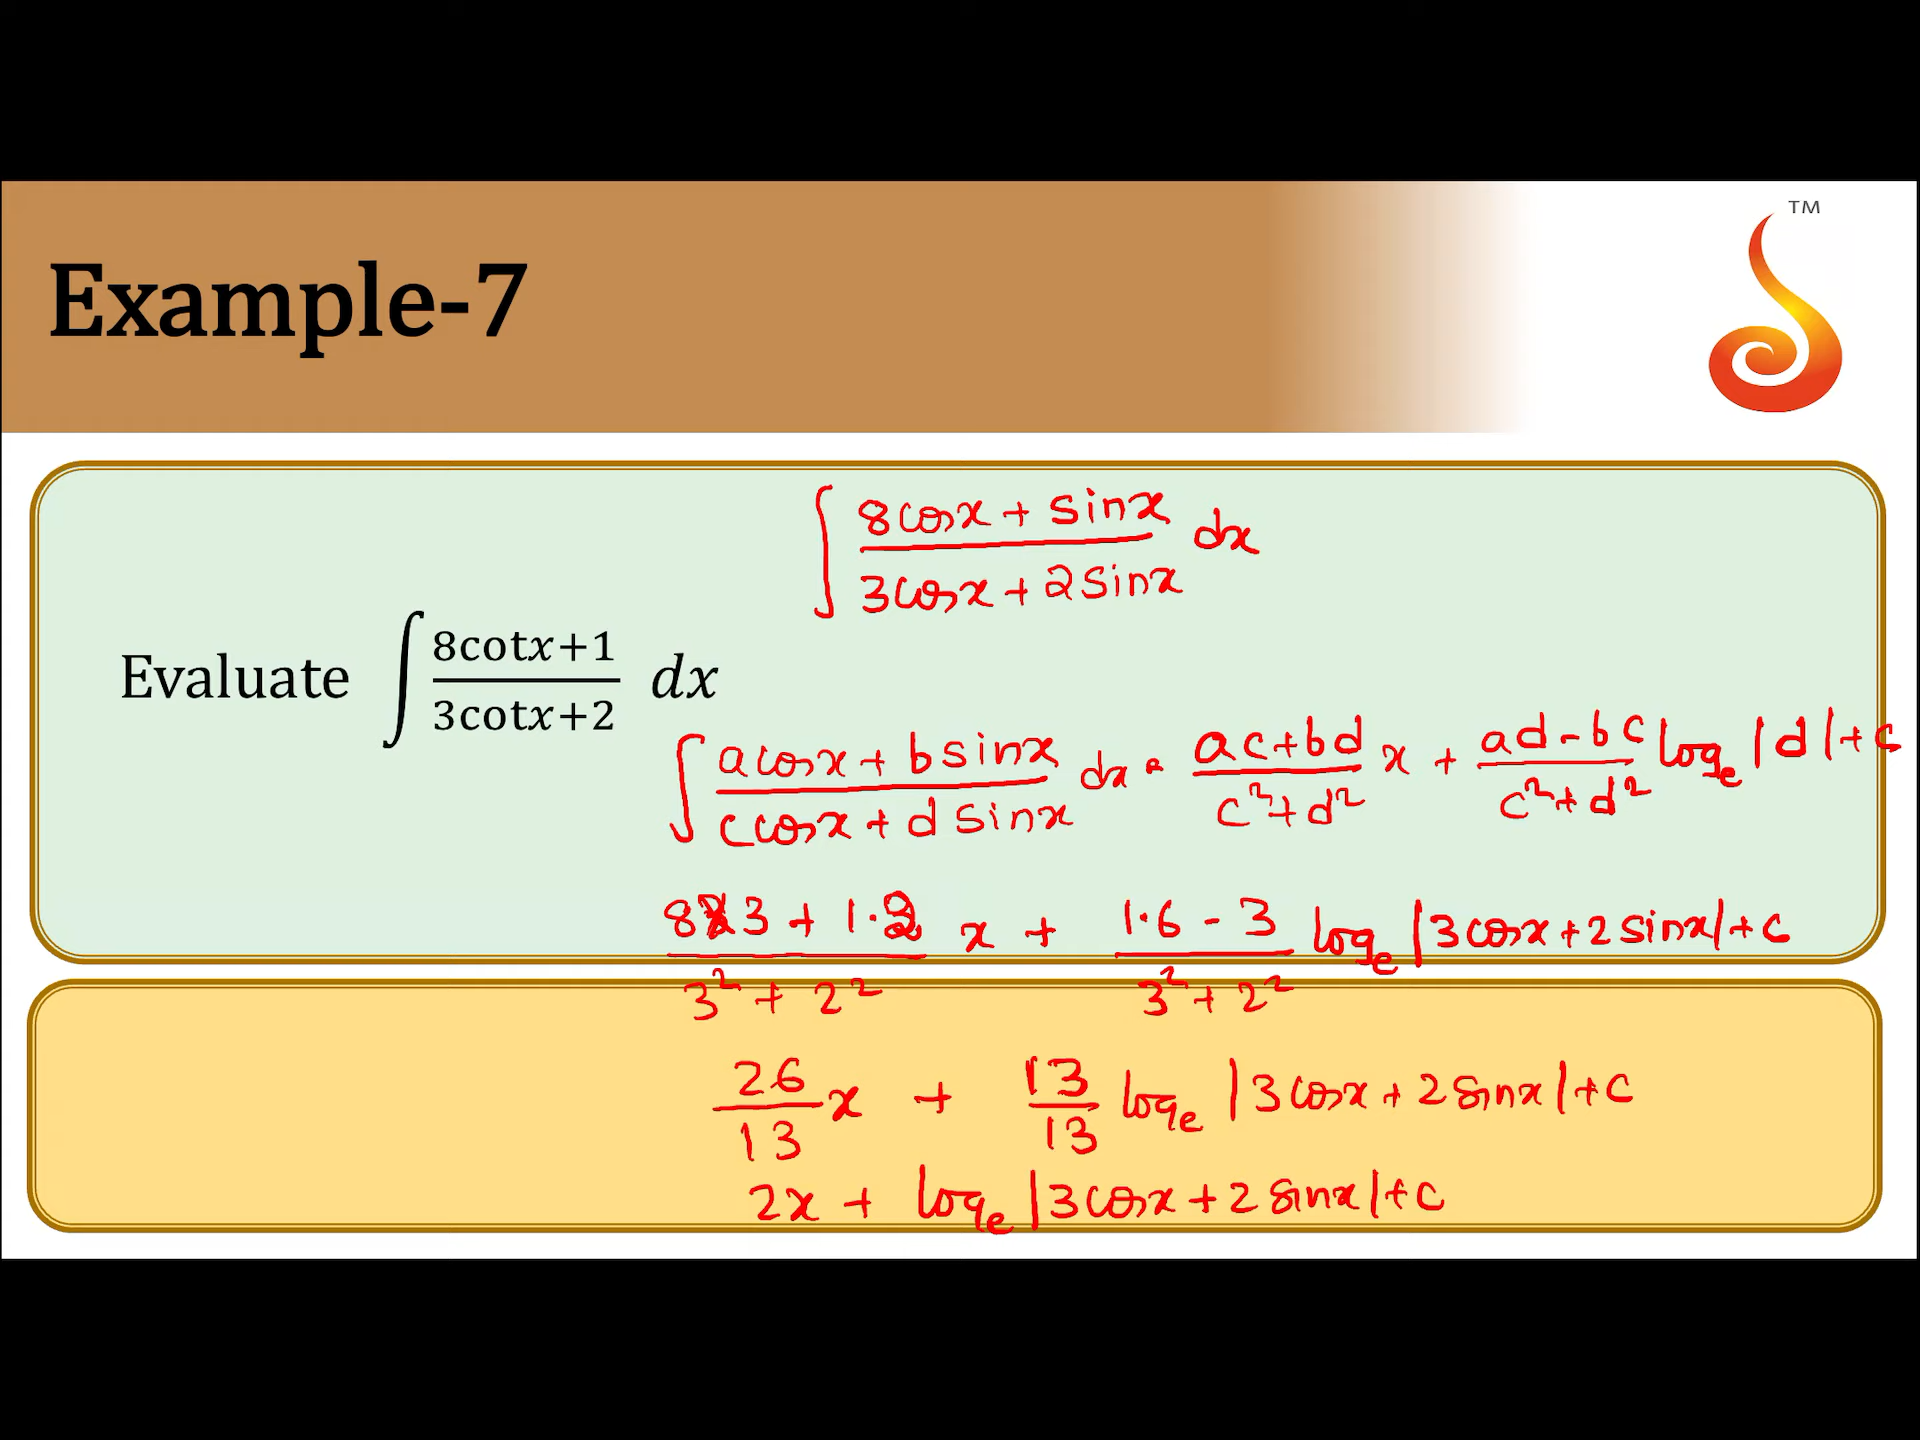 TM
Example-7
∫ (8cosx + sinx)/(3cosx + 2sinx) dx
Evaluate ∫ (8cotx+1)/(3cotx+2) dx
∫ (acosx + bsinx)/(ccosx + dsinx) dx = (ac+bd)/(c²+d²) x + (ad-bc)/(c²+d²) logₑ|d|+c
(8×3 + 1·2)/(3²+2²) x + (1·6 - 3)/(3²+2²) logₑ|3cosx+2sinx|+c
26/13 x + 13/13 logₑ|3cosx+2sinx|+c
2x + logₑ|3cosx+2sinx|+c